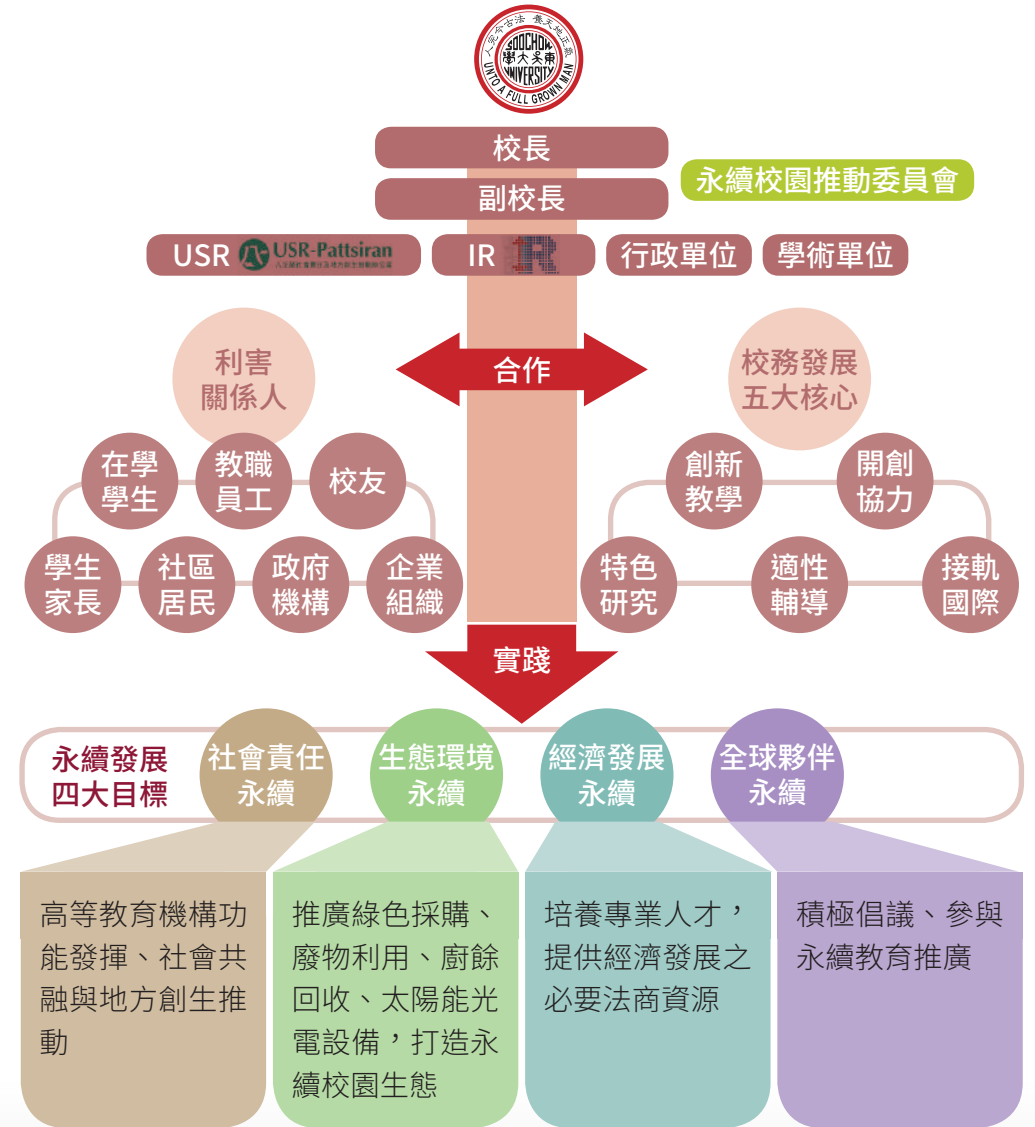 養天地正氣
法古今完人
SOOCHOW
東吳大學
UNIVERSITY
UNTO A FULL GROWN MAN
校長
永續校園推動委員會
副校長
USR USR-Pattsiran
IR IR
行政單位
學術單位
合作
利害
關係人
在學
學生
教職
員工
校友
學生
家長
社區
居民
政府
機構
企業
組織
校務發展
五大核心
創新
教學
開創
協力
特色
研究
適性
輔導
接軌
國際
實踐
永續發展
四大目標
社會責任
永續
生態環境
永續
經濟發展
永續
全球夥伴
永續
高等教育機構功
能發揮、社會共
融與地方創生推
動
推廣綠色採購、
廢物利用、廚餘
回收、太陽能光
電設備，打造永
續校園生態
培養專業人才，
提供經濟發展之
必要法商資源
積極倡議、參與
永續教育推廣